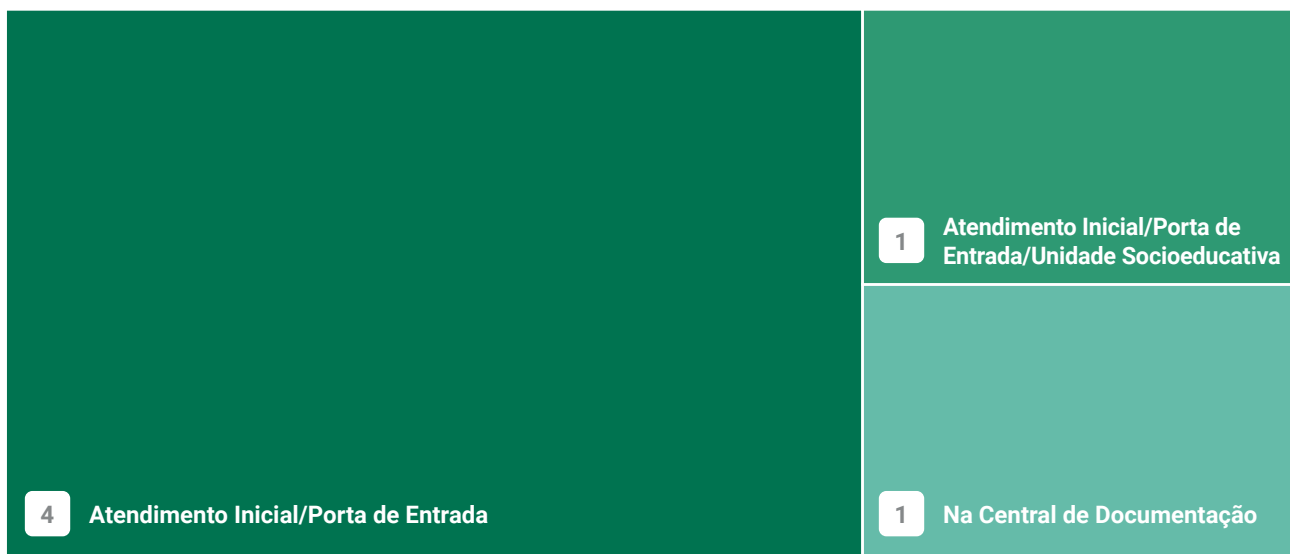 4 Atendimento Inicial/Porta de Entrada
1 Atendimento Inicial/Porta de
Entrada/Unidade Socioeducativa
1 Na Central de Documentação